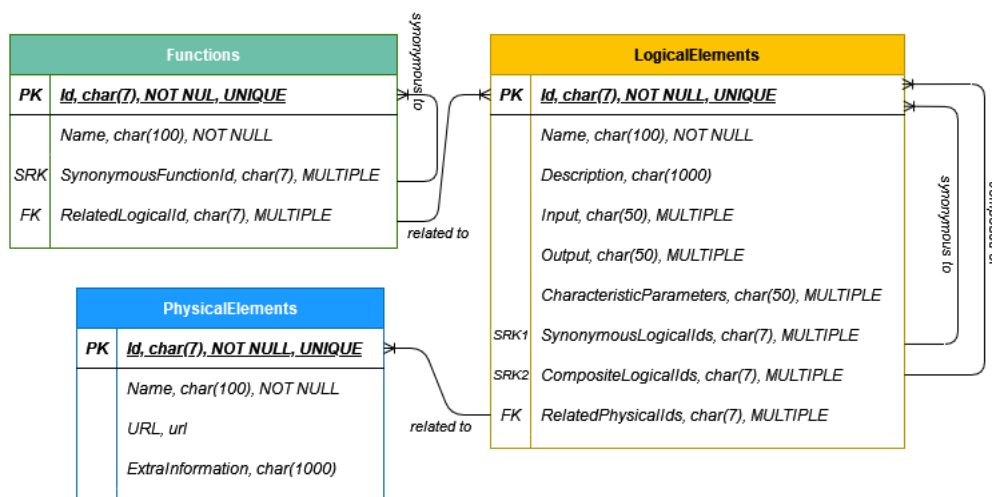 Functions
PK Id, char(7), NOT NUL, UNIQUE
Name, char(100), NOT NULL
SRK SynonymousFunctionId, char(7), MULTIPLE
FK RelatedLogicalId, char(7), MULTIPLE
synonymous to
related to
LogicalElements
PK Id, char(7), NOT NULL, UNIQUE
Name, char(100), NOT NULL
Description, char(1000)
Input, char(50), MULTIPLE
Output, char(50), MULTIPLE
CharacteristicParameters, char(50), MULTIPLE
SRK1 SynonymousLogicalIds, char(7), MULTIPLE
SRK2 CompositeLogicalIds, char(7), MULTIPLE
FK RelatedPhysicalIds, char(7), MULTIPLE
synonymous to
PhysicalElements
PK Id, char(7), NOT NULL, UNIQUE
Name, char(100), NOT NULL
URL, url
ExtraInformation, char(1000)
related to